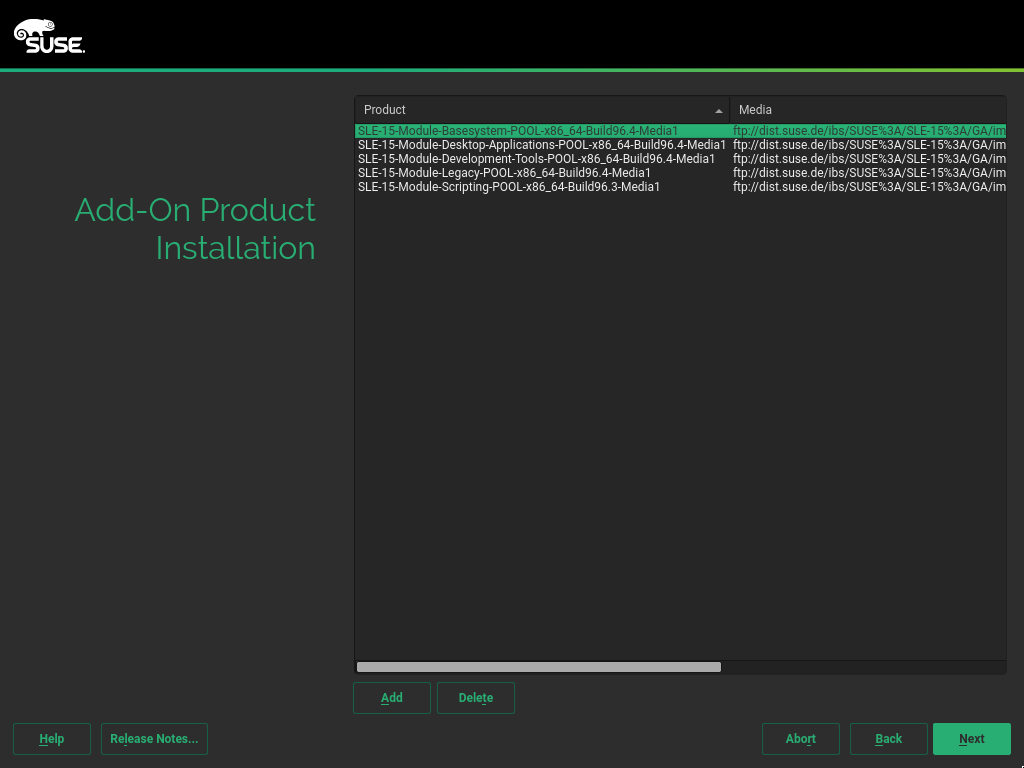 SUSE.
Add-On Product
Installation
Product Media
SLE-15-Module-Basesystem-POOL-x86_64-Build96.4-Media1 ftp://dist.suse.de/ibs/SUSE%3A/SLE-15%3A/GA/im
SLE-15-Module-Desktop-Applications-POOL-x86_64-Build96.4-Media1 ftp://dist.suse.de/ibs/SUSE%3A/SLE-15%3A/GA/im
SLE-15-Module-Development-Tools-POOL-x86_64-Build96.4-Media1 ftp://dist.suse.de/ibs/SUSE%3A/SLE-15%3A/GA/im
SLE-15-Module-Legacy-POOL-x86_64-Build96.4-Media1 ftp://dist.suse.de/ibs/SUSE%3A/SLE-15%3A/GA/im
SLE-15-Module-Scripting-POOL-x86_64-Build96.3-Media1 ftp://dist.suse.de/ibs/SUSE%3A/SLE-15%3A/GA/im
Add Delete
Help Release Notes... Abort Back Next